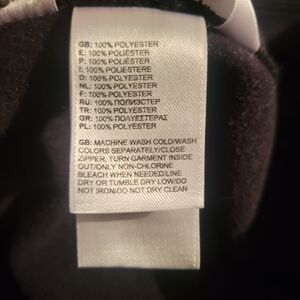 GB: 100% POLYESTER
E: 100% POLIÉSTER
P: 100% POLIÉSTER
I: 100% POLIESTERE
D: 100% POLYESTER
NL: 100% POLYESTER
F: 100% POLYESTER
RU: 100% ПОЛИЭСТЕР
TR: 100% POLYESTER
GR: 100% ΠΟΛΥΕΣΤΕΡΑΣ
PL: 100% POLYESTER
GB: MACHINE WASH COLD/WASH
COLORS SEPARATELY/CLOSE
ZIPPER, TURN GARMENT INSIDE
OUT/ONLY NON-CHLORINE
BLEACH WHEN NEEDED/LINE
DRY OR TUMBLE DRY LOW/DO
NOT IRON/DO NOT DRY CLEAN